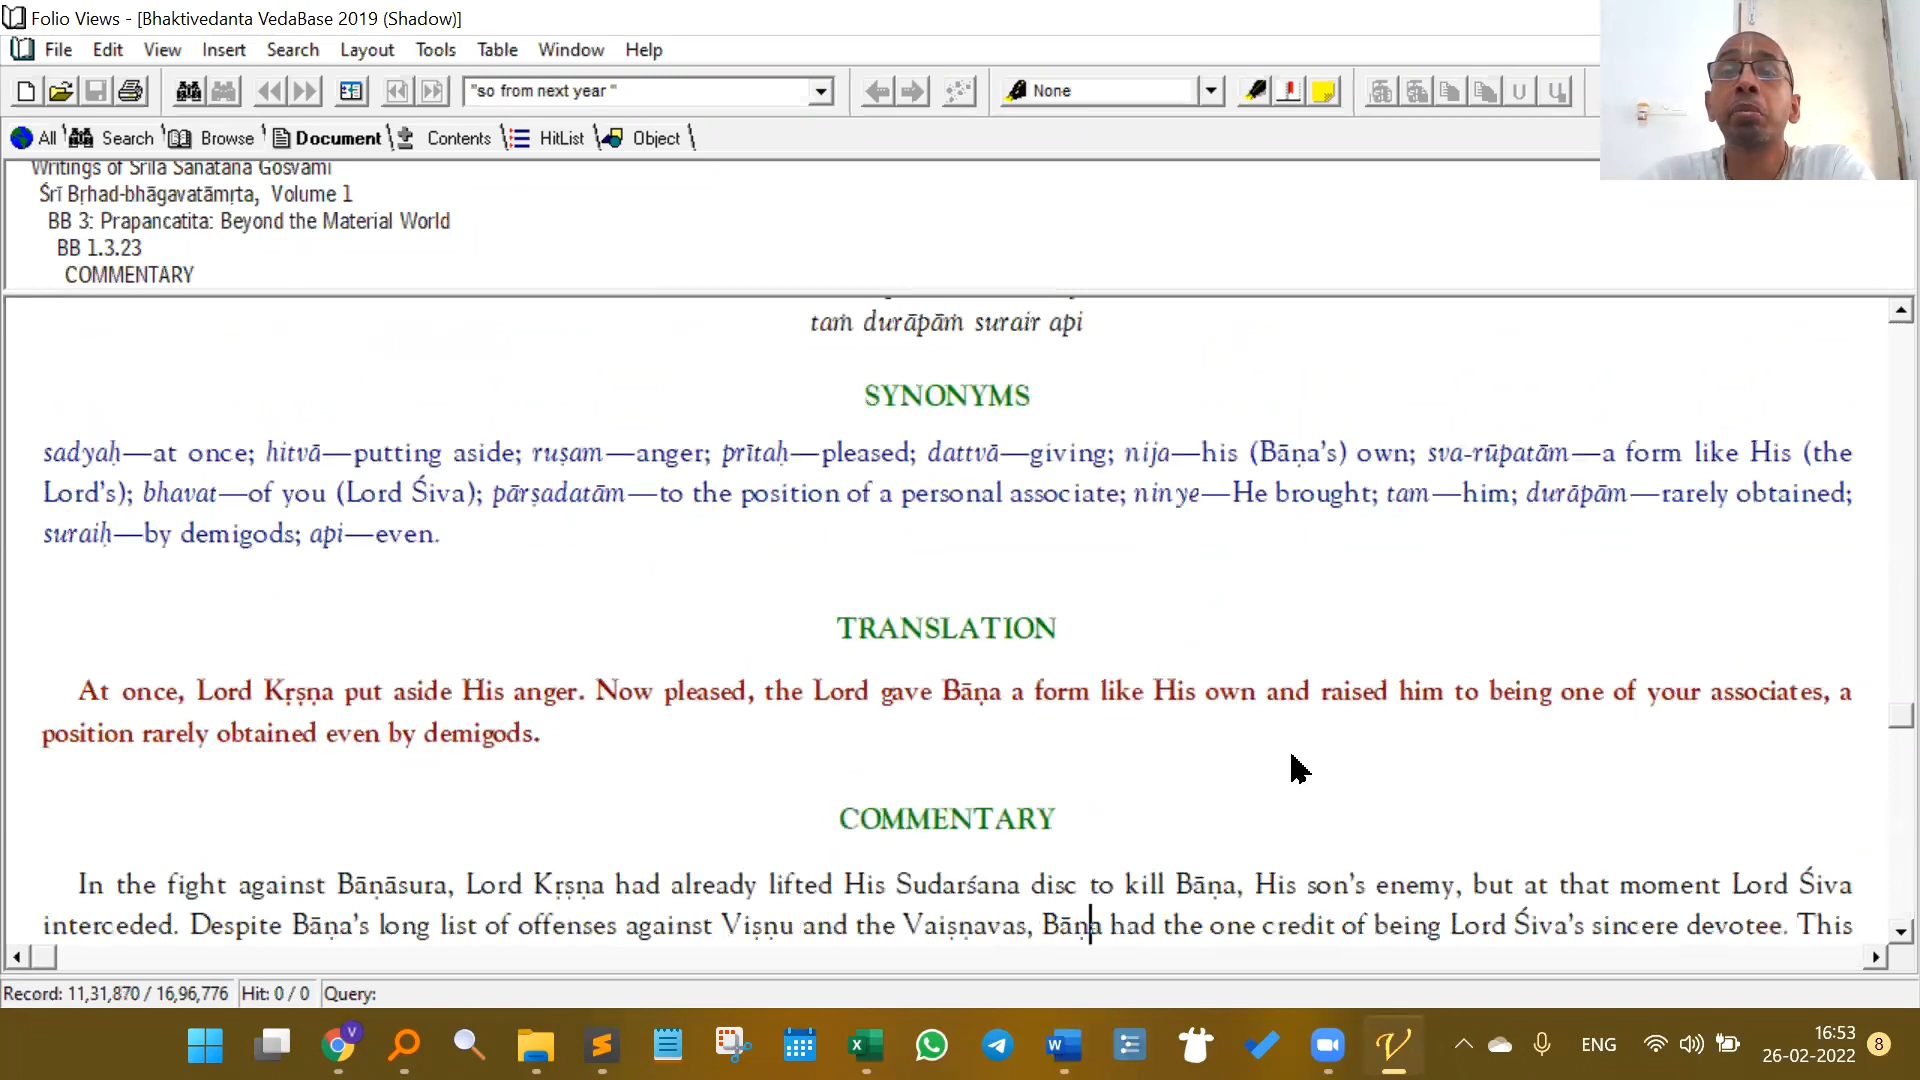 Folio Views - [Bhaktivedanta VedaBase 2019 (Shadow)]
File Edit View Insert Search Layout Tools Table Window Help
"so from next year " None
All Search Browse Document Contents HitList Object
Writings of Srila Sanatana Gosvami
Śrī Bṛhad-bhāgavatāmṛta, Volume 1
BB 3: Prapancatita: Beyond the Material World
BB 1.3.23
COMMENTARY
taṁ durāpāṁ surair api
SYNONYMS
sadyaḥ—at once; hitvā—putting aside; ruṣam—anger; prītaḥ—pleased; dattvā—giving; nija—his (Bāṇa's) own; sva-rūpatām—a form like His (the
Lord's); bhavat—of you (Lord Śiva); pārṣadatām—to the position of a personal associate; ninye—He brought; tam—him; durāpām—rarely obtained;
suraiḥ—by demigods; api—even.
TRANSLATION
At once, Lord Kṛṣṇa put aside His anger. Now pleased, the Lord gave Bāṇa a form like His own and raised him to being one of your associates, a
position rarely obtained even by demigods.
COMMENTARY
In the fight against Bāṇāsura, Lord Kṛṣṇa had already lifted His Sudarśana disc to kill Bāṇa, His son's enemy, but at that moment Lord Śiva
interceded. Despite Bāṇa's long list of offenses against Viṣṇu and the Vaiṣṇavas, Bāṇa had the one credit of being Lord Śiva's sincere devotee. This
Record: 11,31,870 / 16,96,776 Hit: 0 / 0 Query:
ENG 16:53
26-02-2022 8